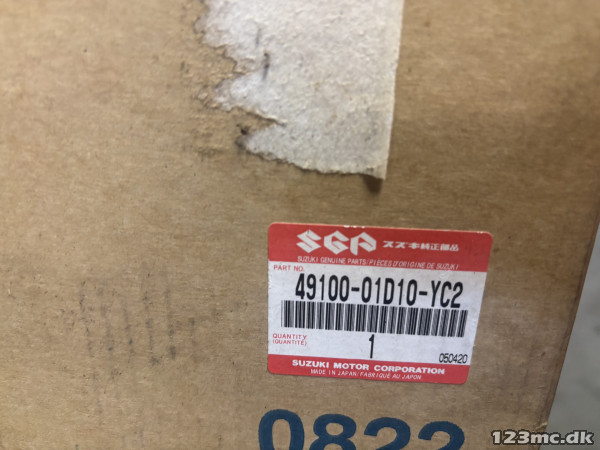 SGP スズキ純正部品
SUZUKI GENUINE PARTS/PIÈCES D'ORIGINE DE SUZUKI
PART NO.
49100-01D10-YC2
QUANTITY
(QUANTITÉ)
1
050420
SUZUKI MOTOR CORPORATION
MADE IN JAPAN/FABRIQUÉ AU JAPON
0822
123mc.dk